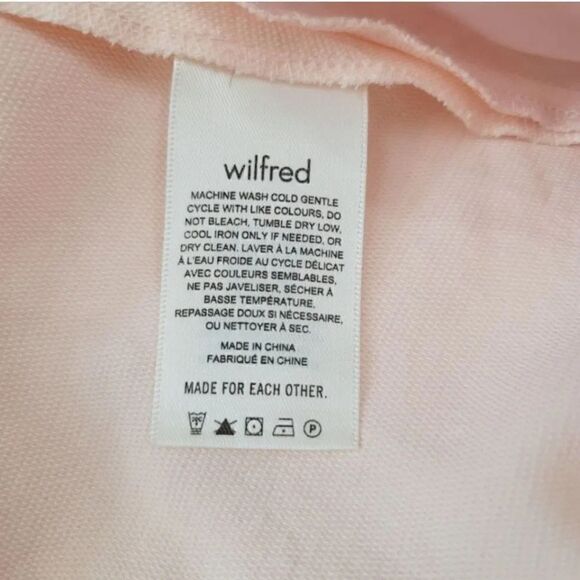 wilfred
MACHINE WASH COLD GENTLE
CYCLE WITH LIKE COLOURS, DO
NOT BLEACH, TUMBLE DRY LOW,
COOL IRON ONLY IF NEEDED, OR
DRY CLEAN. LAVER À LA MACHINE
À L'EAU FROIDE AU CYCLE DÉLICAT
AVEC COULEURS SEMBLABLES,
NE PAS JAVELISER, SÉCHER À
BASSE TEMPÉRATURE,
REPASSAGE DOUX SI NÉCESSAIRE,
OU NETTOYER À SEC.
MADE IN CHINA
FABRIQUÉ EN CHINE
MADE FOR EACH OTHER.
P